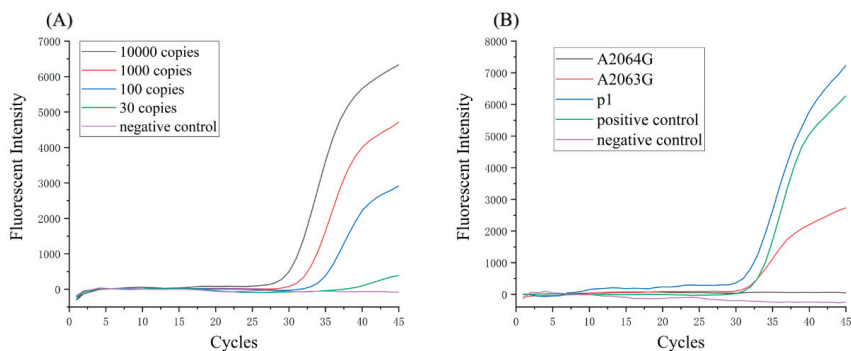 (A)
7000
6000
5000
4000
3000
2000
1000
0
Fluorescent Intensity
10000 copies
1000 copies
100 copies
30 copies
negative control
0 5 10 15 20 25 30 35 40 45
Cycles
(B)
8000
7000
6000
5000
4000
3000
2000
1000
0
Fluorescent Intensity
A2064G
A2063G
p1
positive control
negative control
0 5 10 15 20 25 30 35 40 45
Cycles